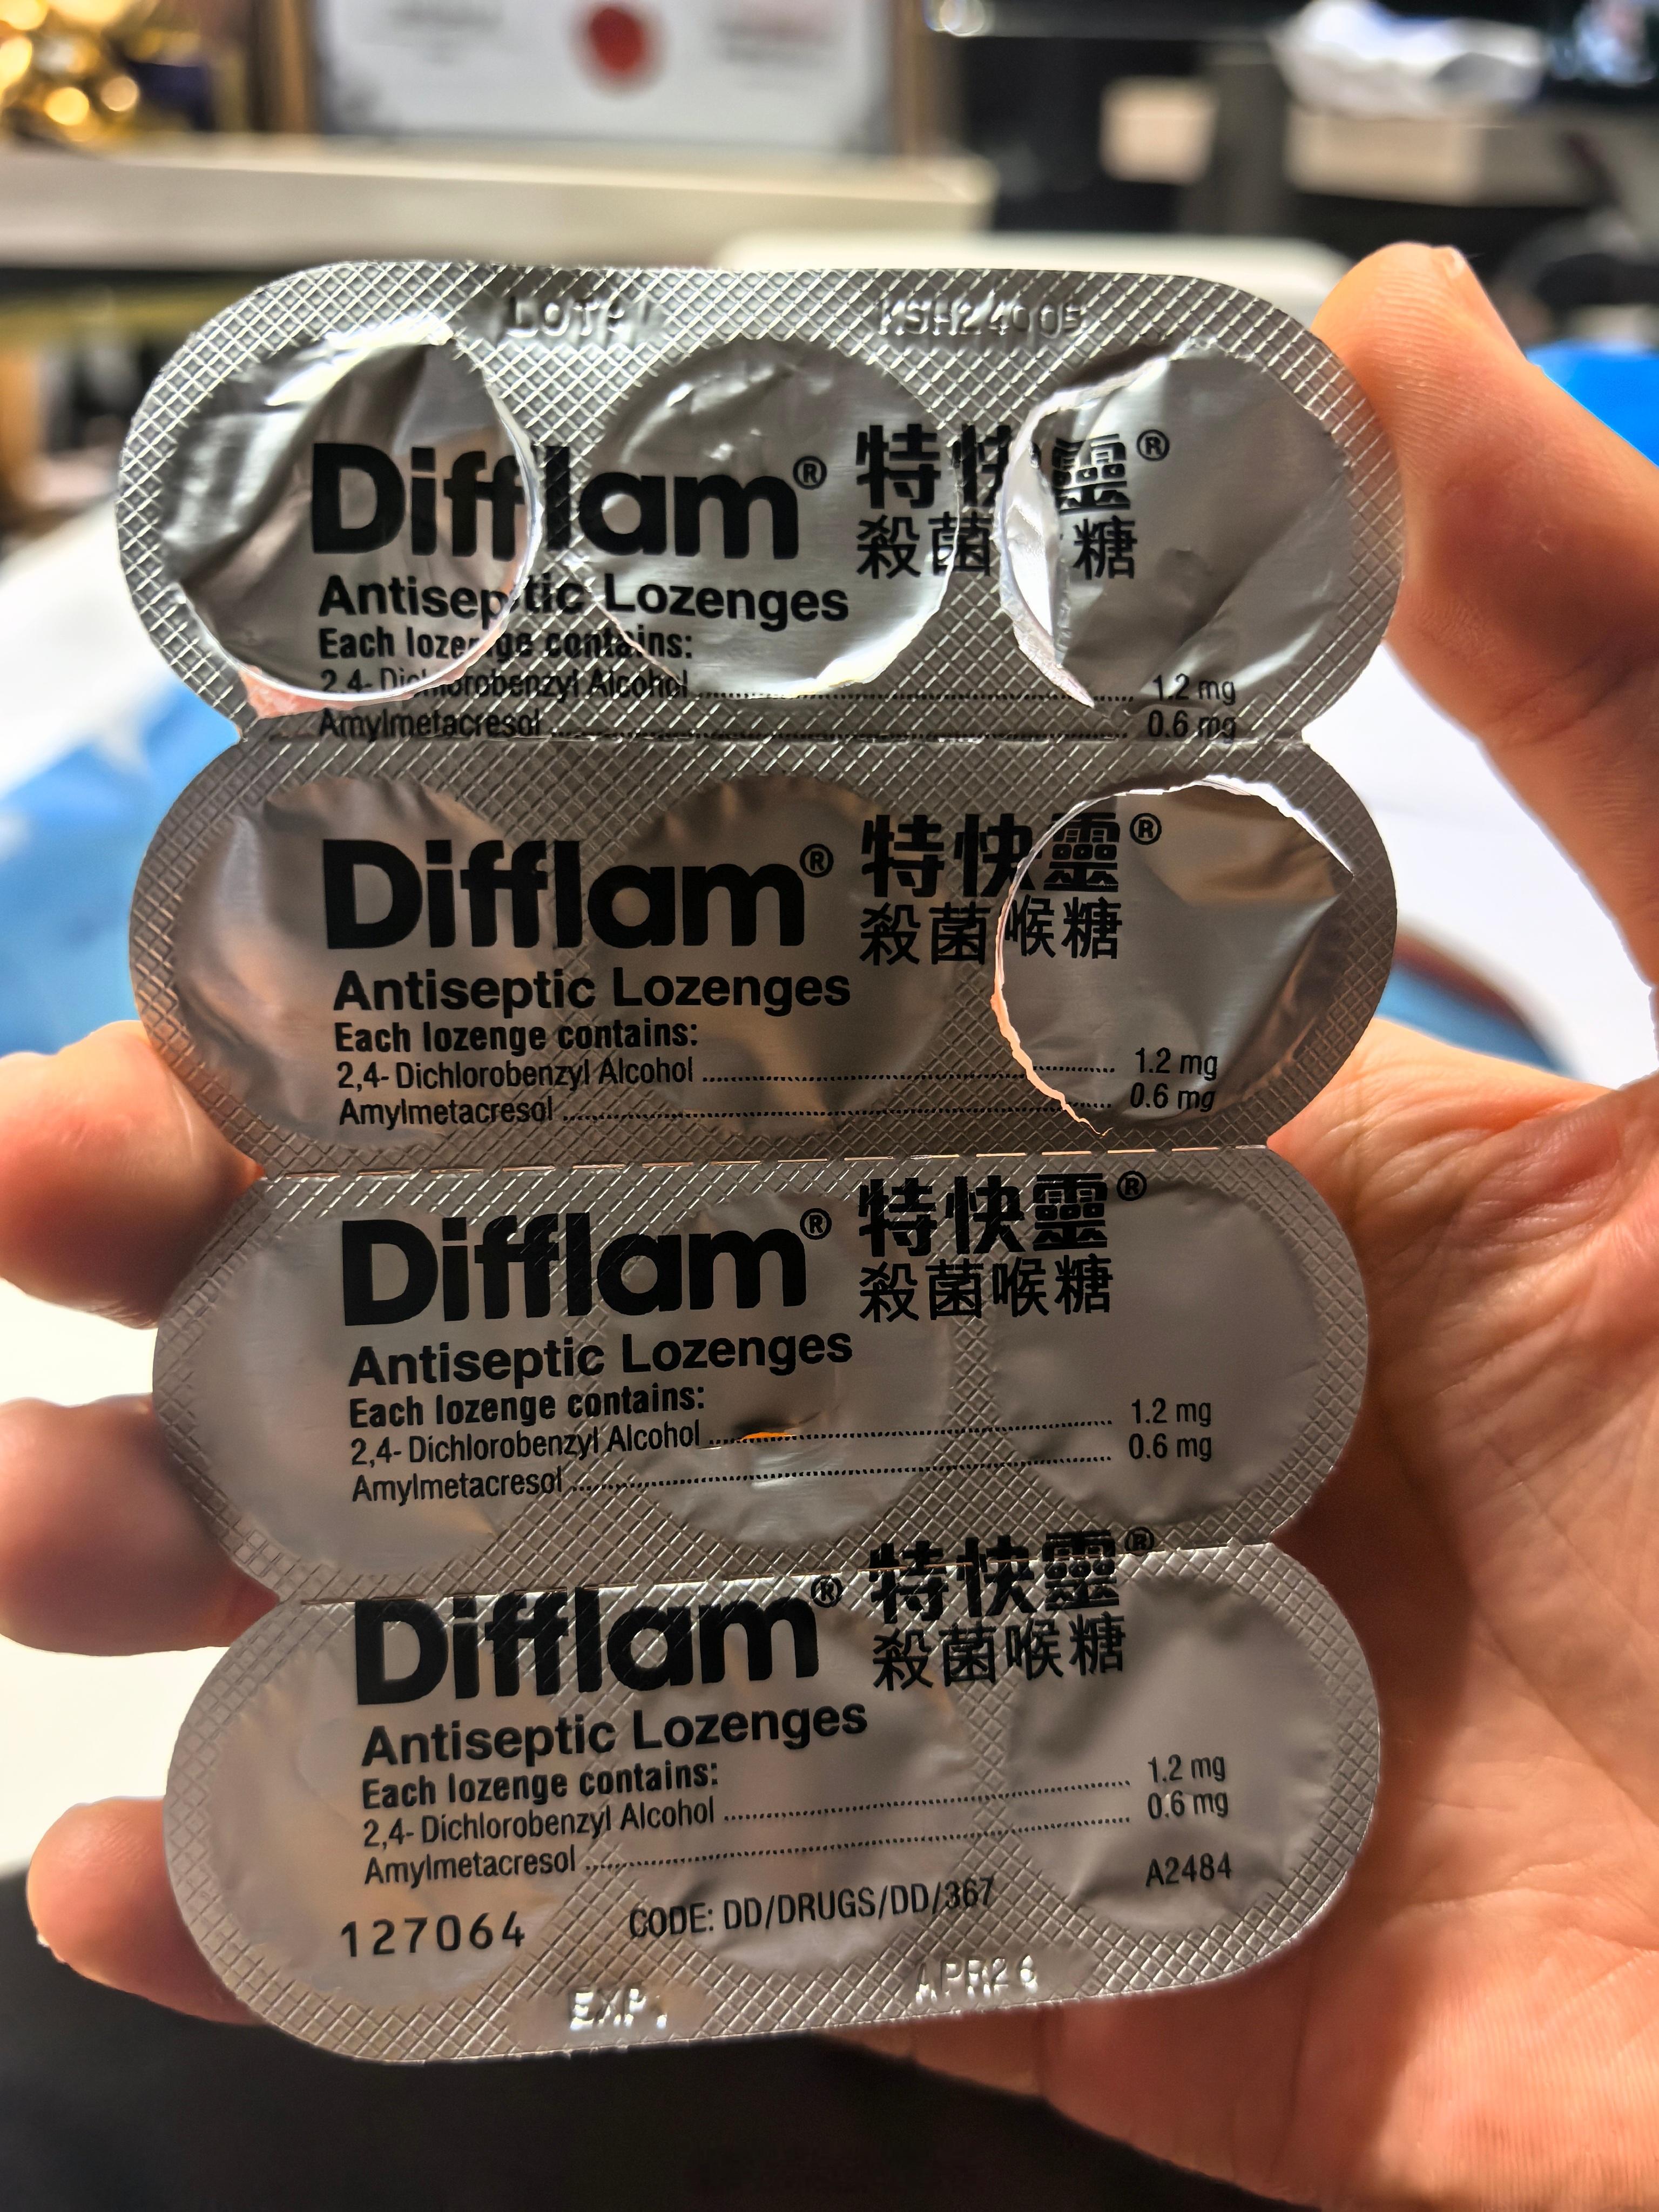 LOT#
KSH24005
Difflam® 特快靈®
殺菌 糖
Antiseptic Lozenges
Each lozenge contains:
2,4- Dichlorobenzyl Alcohol ........ 1.2 mg
Amylmetacresol ........ 0.6 mg
Difflam® 特快靈®
殺菌喉糖
Antiseptic Lozenges
Each lozenge contains:
2,4- Dichlorobenzyl Alcohol ........ 1.2 mg
Amylmetacresol ........ 0.6 mg
Difflam® 特快靈®
殺菌喉糖
Antiseptic Lozenges
Each lozenge contains:
2,4- Dichlorobenzyl Alcohol ........ 1.2 mg
Amylmetacresol ........ 0.6 mg
Difflam® 特快靈®
殺菌喉糖
Antiseptic Lozenges
Each lozenge contains:
2,4- Dichlorobenzyl Alcohol ........ 1.2 mg
Amylmetacresol ........ 0.6 mg
A2484
127064 CODE: DD/DRUGS/DD/367
EXP: APR26